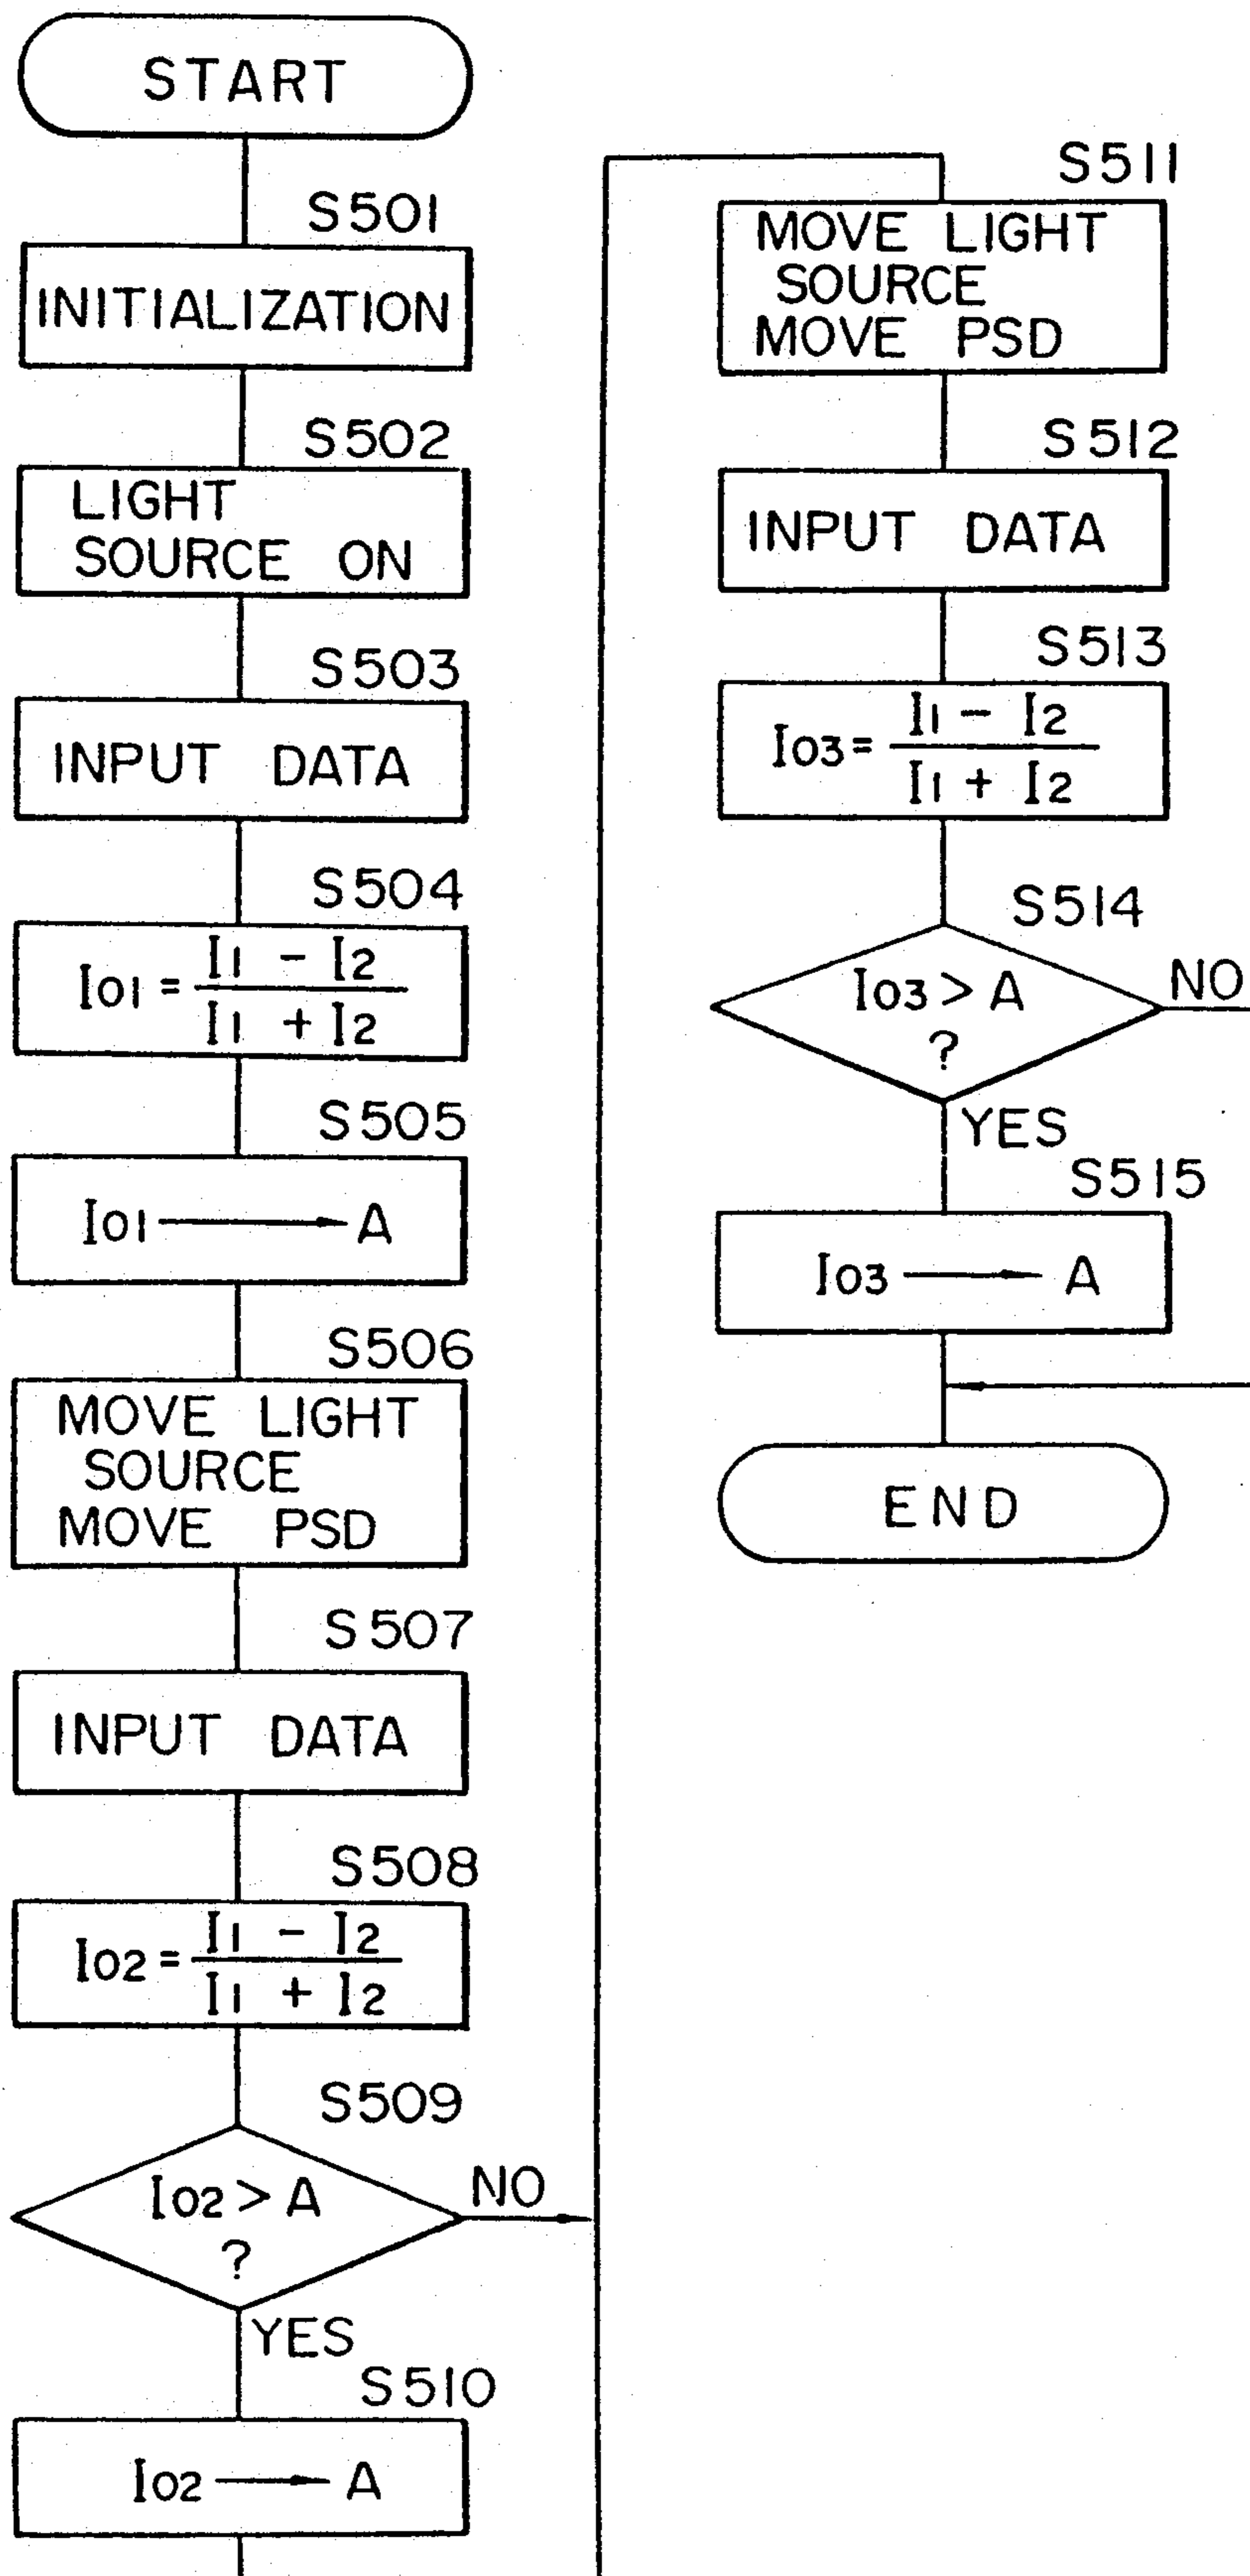 START
S501
INITIALIZATION
S502
LIGHT
SOURCE ON
S503
INPUT DATA
S504
I01 = (I1 - I2) / (I1 + I2)
S505
I01 → A
S506
MOVE LIGHT
SOURCE
MOVE PSD
S507
INPUT DATA
S508
I02 = (I1 - I2) / (I1 + I2)
S509
I02 > A
?
NO
YES
S510
I02 → A
S511
MOVE LIGHT
SOURCE
MOVE PSD
S512
INPUT DATA
S513
I03 = (I1 - I2) / (I1 + I2)
S514
I03 > A
?
NO
YES
S515
I03 → A
END